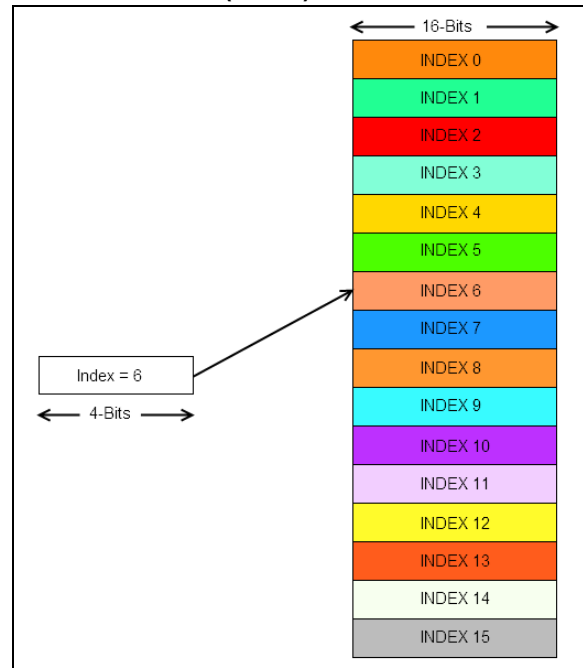 16-Bits
INDEX 0
INDEX 1
INDEX 2
INDEX 3
INDEX 4
INDEX 5
INDEX 6
INDEX 7
Index = 6
INDEX 8
4-Bits
INDEX 9
INDEX 10
INDEX 11
INDEX 12
INDEX 13
INDEX 14
INDEX 15